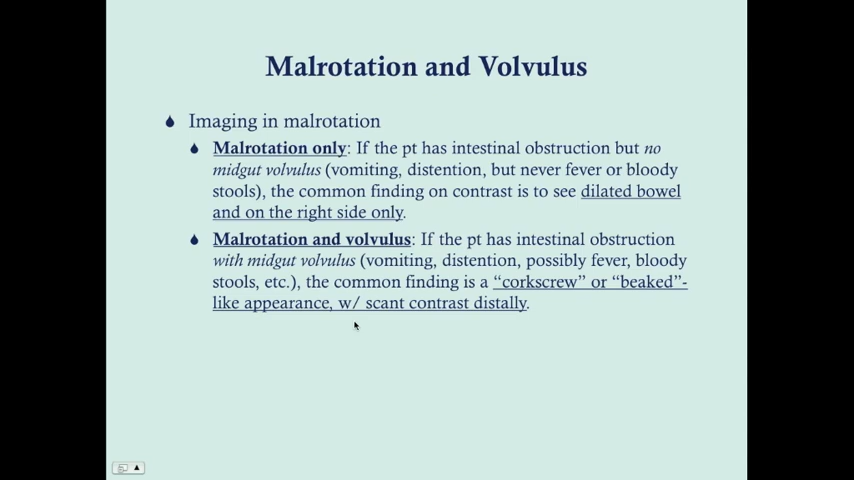 Malrotation and Volvulus
Imaging in malrotation
Malrotation only: If the pt has intestinal obstruction but no
midgut volvulus (vomiting, distention, but never fever or bloody
stools), the common finding on contrast is to see dilated bowel
and on the right side only.
Malrotation and volvulus: If the pt has intestinal obstruction
with midgut volvulus (vomiting, distention, possibly fever, bloody
stools, etc.), the common finding is a “corkscrew” or “beaked”-
like appearance, w/ scant contrast distally.